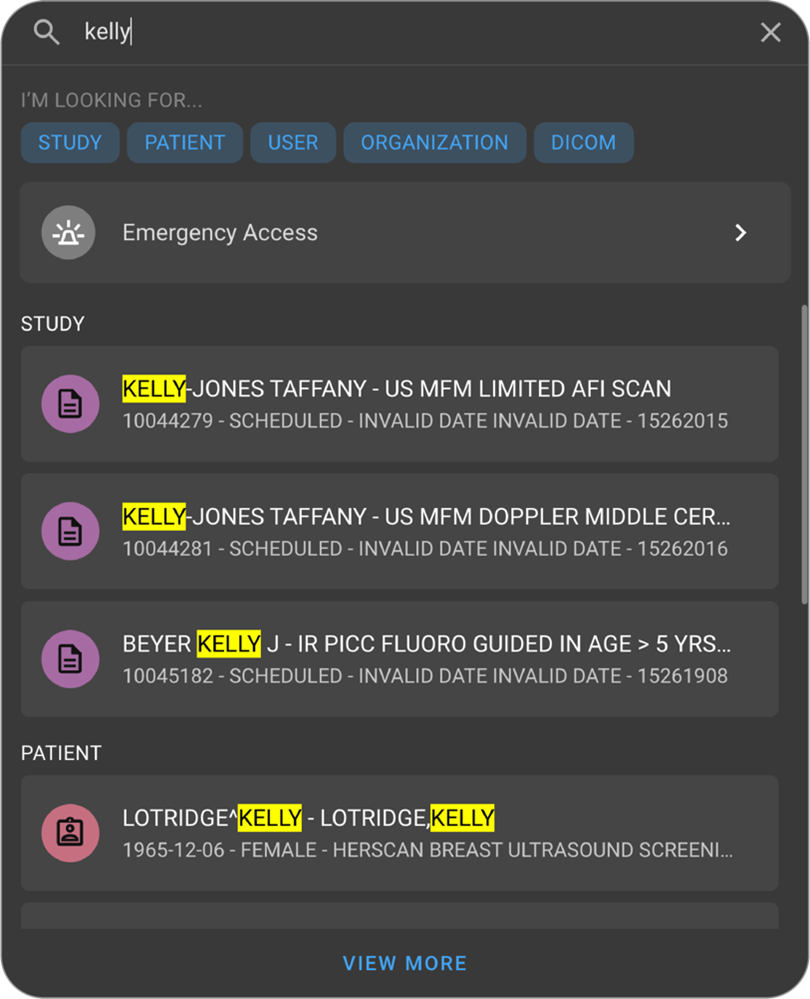 kelly
I'M LOOKING FOR...
STUDY PATIENT USER ORGANIZATION DICOM
Emergency Access
STUDY
KELLY-JONES TAFFANY - US MFM LIMITED AFI SCAN
10044279 - SCHEDULED - INVALID DATE INVALID DATE - 15262015
KELLY-JONES TAFFANY - US MFM DOPPLER MIDDLE CER...
10044281 - SCHEDULED - INVALID DATE INVALID DATE - 15262016
BEYER KELLY J - IR PICC FLUORO GUIDED IN AGE > 5 YRS...
10045182 - SCHEDULED - INVALID DATE INVALID DATE - 15261908
PATIENT
LOTRIDGE^KELLY - LOTRIDGE,KELLY
1965-12-06 - FEMALE - HERSCAN BREAST ULTRASOUND SCREENI...
VIEW MORE